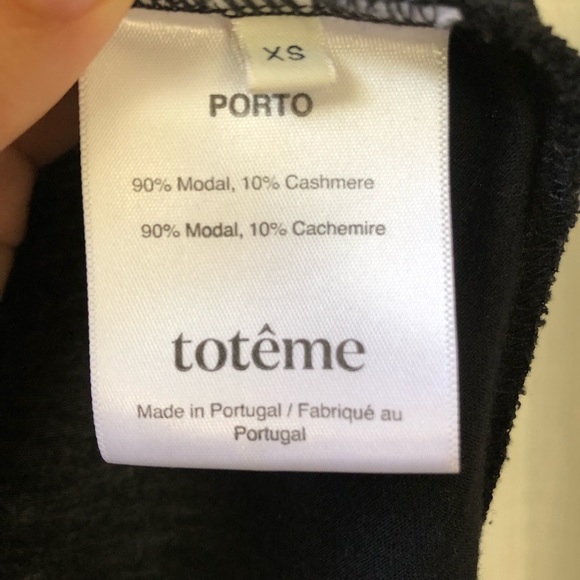 XS
PORTO
90% Modal, 10% Cashmere
90% Modal, 10% Cachemire
totême
Made in Portugal / Fabriqué au
Portugal